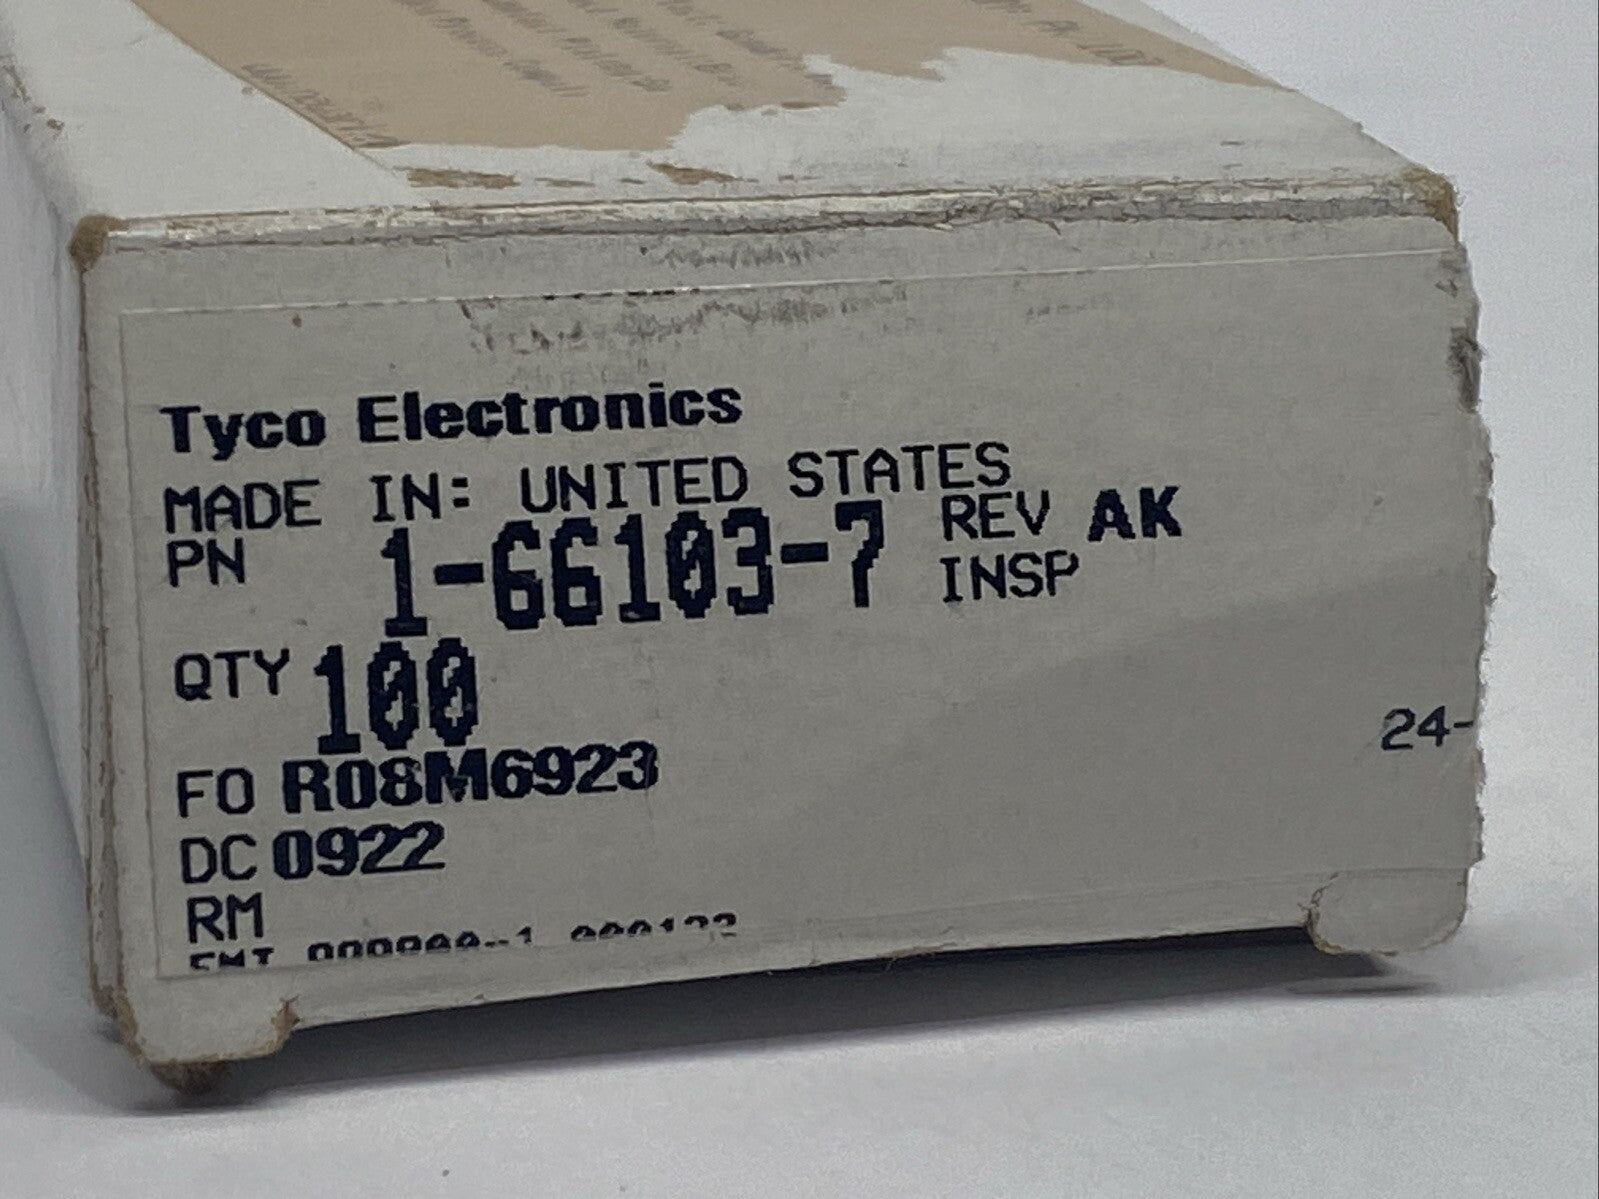 Tyco Electronics
MADE IN: UNITED STATES
PN 1-66103-7 REV AK
INSP
QTY 100
24-
FO R08M6923
DC 0922
RM